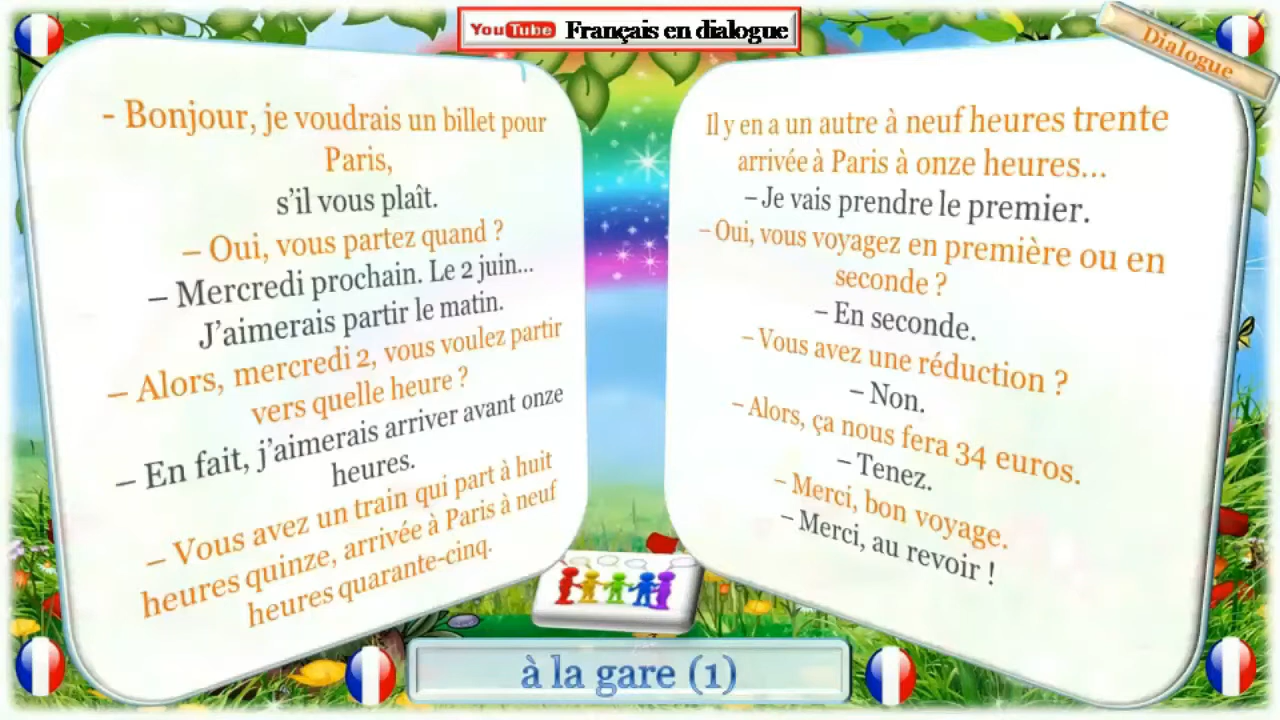 YouTube Français en dialogue
Dialogue
- Bonjour, je voudrais un billet pour
Paris,
s’il vous plaît.
– Oui, vous partez quand ?
– Mercredi prochain. Le 2 juin...
J’aimerais partir le matin.
– Alors, mercredi 2, vous voulez partir
vers quelle heure ?
– En fait, j’aimerais arriver avant onze
heures.
– Vous avez un train qui part à huit
heures quinze, arrivée à Paris à neuf
heures quarante-cinq.
Il y en a un autre à neuf heures trente
arrivée à Paris à onze heures...
– Je vais prendre le premier.
– Oui, vous voyagez en première ou en
seconde ?
– En seconde.
– Vous avez une réduction ?
– Non.
– Alors, ça nous fera 34 euros.
– Tenez.
– Merci, bon voyage.
– Merci, au revoir !
à la gare (1)